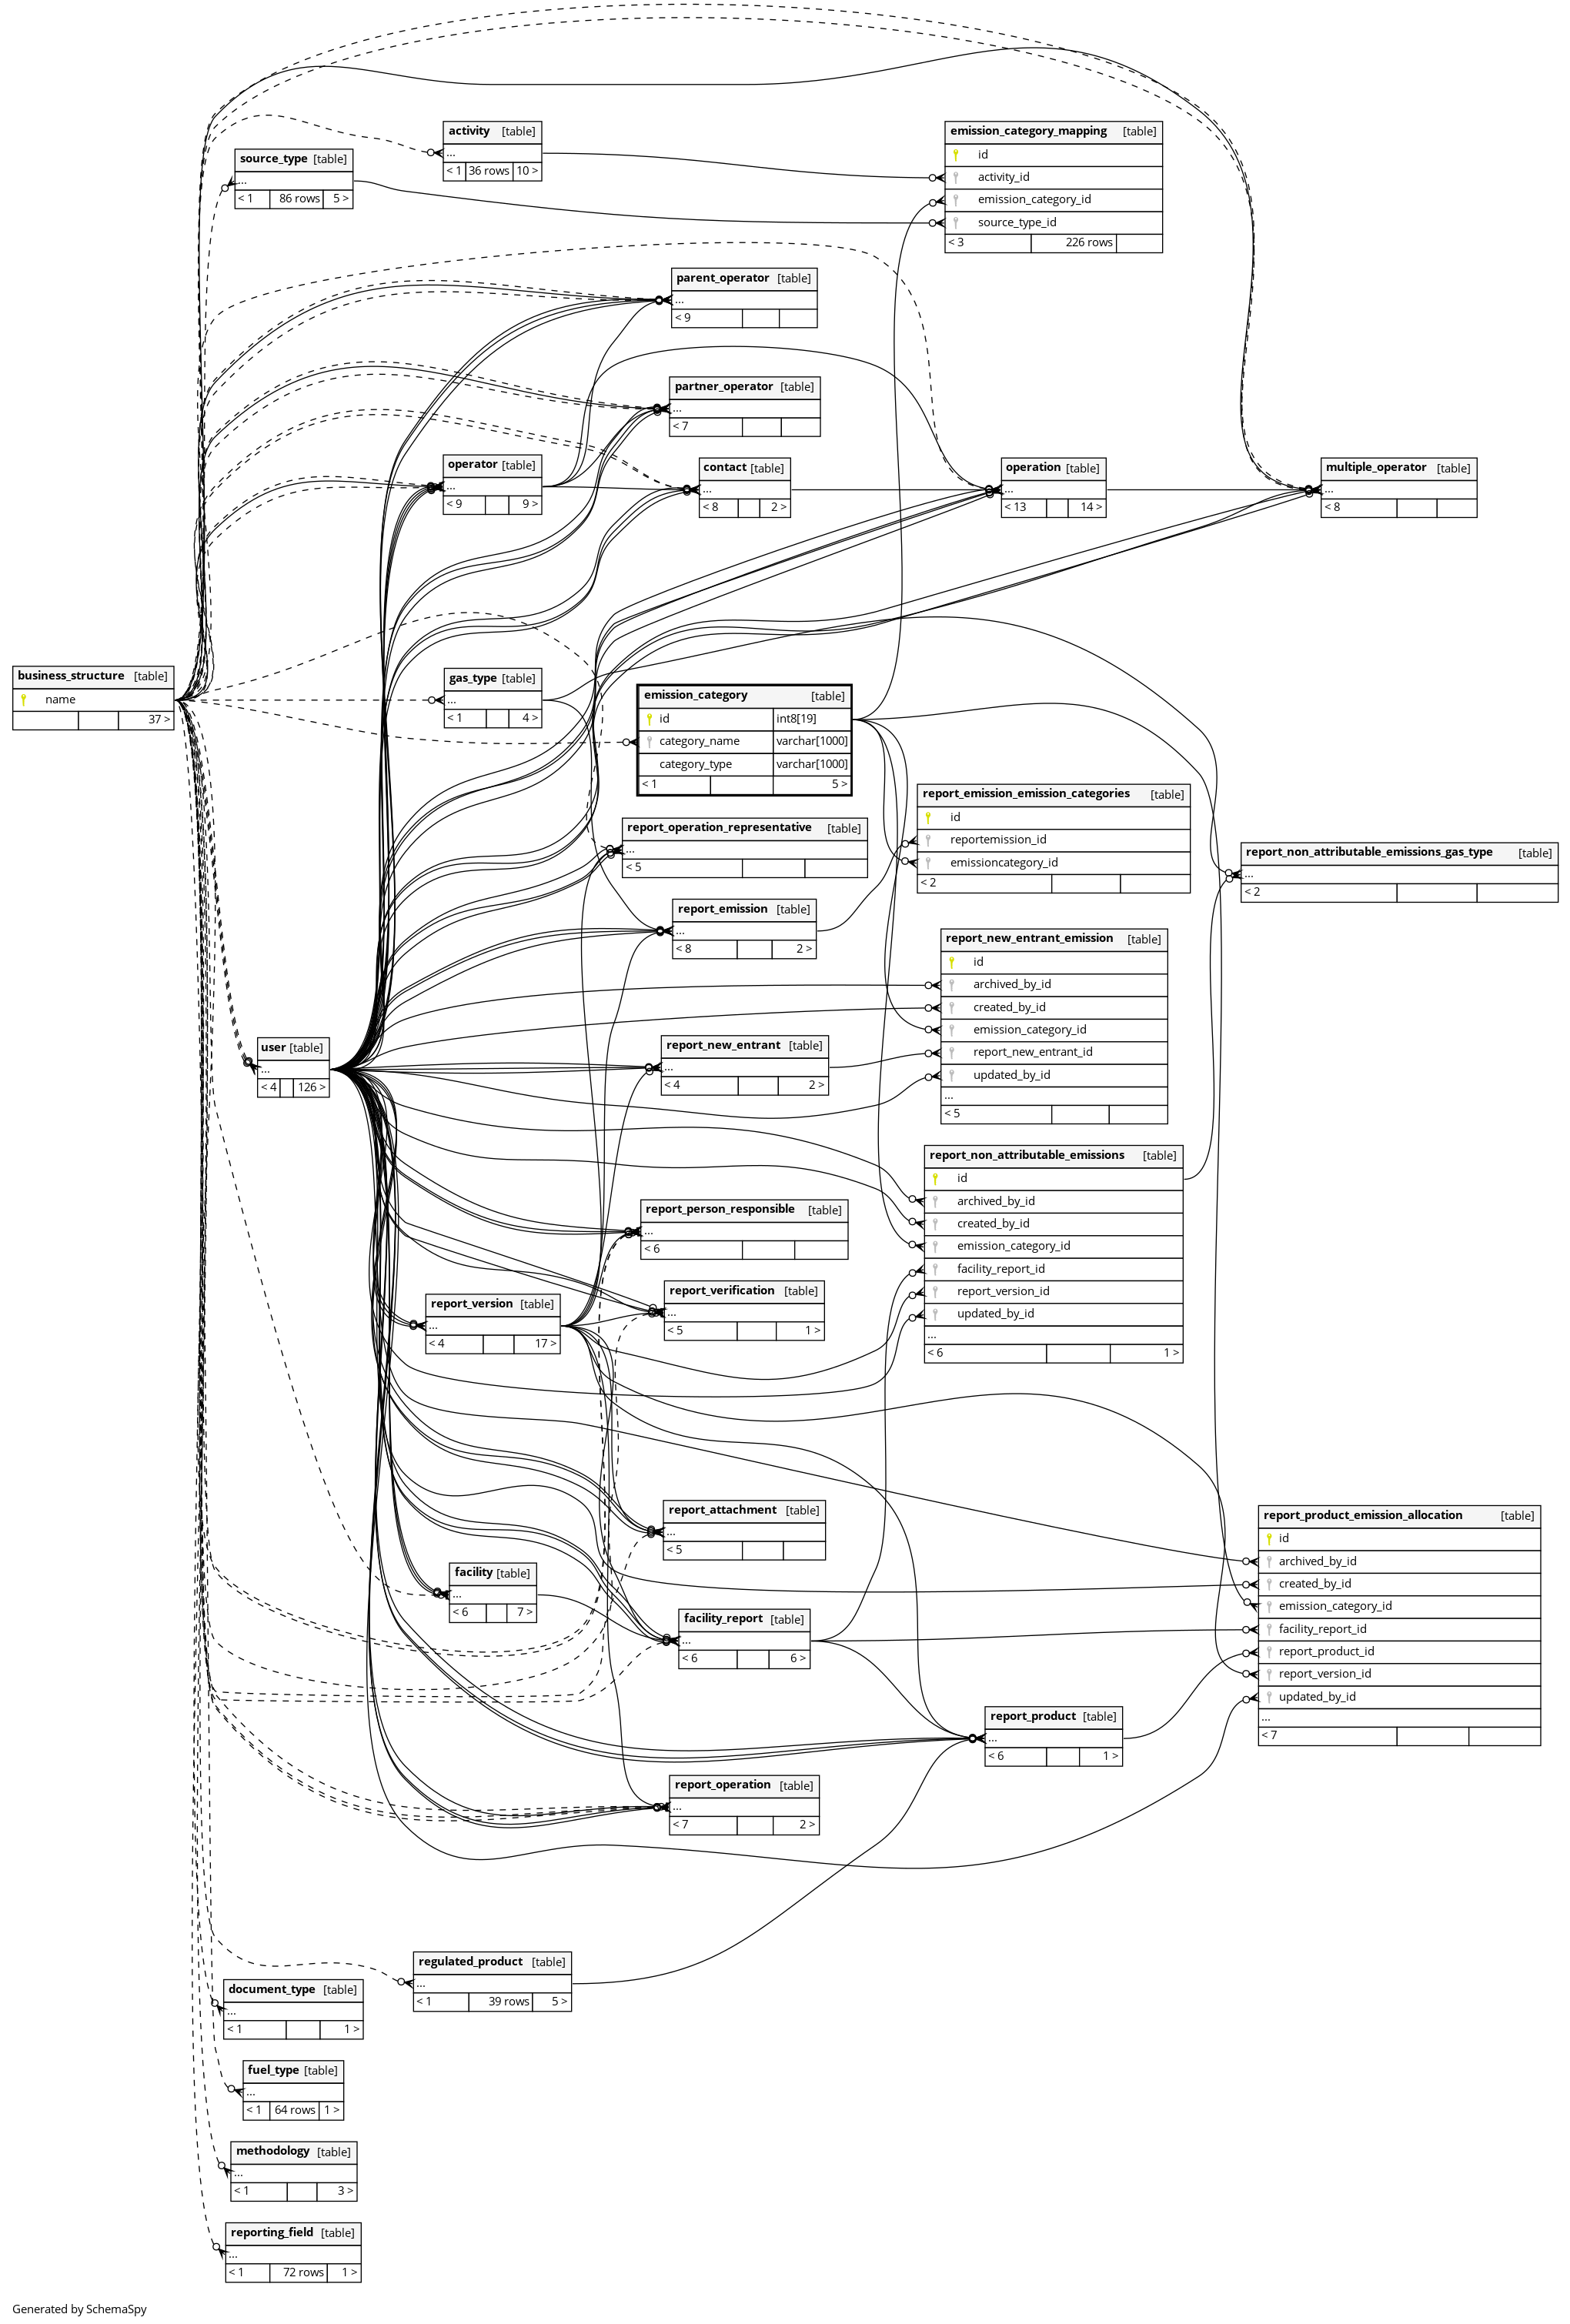 activity [table]
...
< 1 36 rows 10 >
source_type [table]
...
< 1 86 rows 5 >
emission_category_mapping [table]
id
activity_id
emission_category_id
source_type_id
< 3 226 rows
parent_operator [table]
...
< 9
partner_operator [table]
...
< 7
operator [table]
...
< 9 9 >
contact [table]
...
< 8 2 >
operation [table]
...
< 13 14 >
multiple_operator [table]
...
< 8
business_structure [table]
name
37 >
gas_type [table]
...
< 1 4 >
emission_category [table]
id int8[19]
category_name varchar[1000]
category_type varchar[1000]
< 1 5 >
report_emission_emission_categories [table]
id
reportemission_id
emissioncategory_id
< 2
report_operation_representative [table]
...
< 5
report_non_attributable_emissions_gas_type [table]
...
< 2
report_emission [table]
...
< 8 2 >
report_new_entrant_emission [table]
id
archived_by_id
created_by_id
emission_category_id
report_new_entrant_id
updated_by_id
...
< 5
user [table]
...
< 4 126 >
report_new_entrant [table]
...
< 4 2 >
report_non_attributable_emissions [table]
id
archived_by_id
created_by_id
emission_category_id
facility_report_id
report_version_id
updated_by_id
...
< 6 1 >
report_person_responsible [table]
...
< 6
report_verification [table]
...
< 5 1 >
report_version [table]
...
< 4 17 >
report_attachment [table]
...
< 5
report_product_emission_allocation [table]
id
archived_by_id
created_by_id
emission_category_id
facility_report_id
report_product_id
report_version_id
updated_by_id
...
< 7
facility [table]
...
< 6 7 >
facility_report [table]
...
< 6 6 >
report_product [table]
...
< 6 1 >
report_operation [table]
...
< 7 2 >
regulated_product [table]
...
< 1 39 rows 5 >
document_type [table]
...
< 1 1 >
fuel_type [table]
...
< 1 64 rows 1 >
methodology [table]
...
< 1 3 >
reporting_field [table]
...
< 1 72 rows 1 >
Generated by SchemaSpy